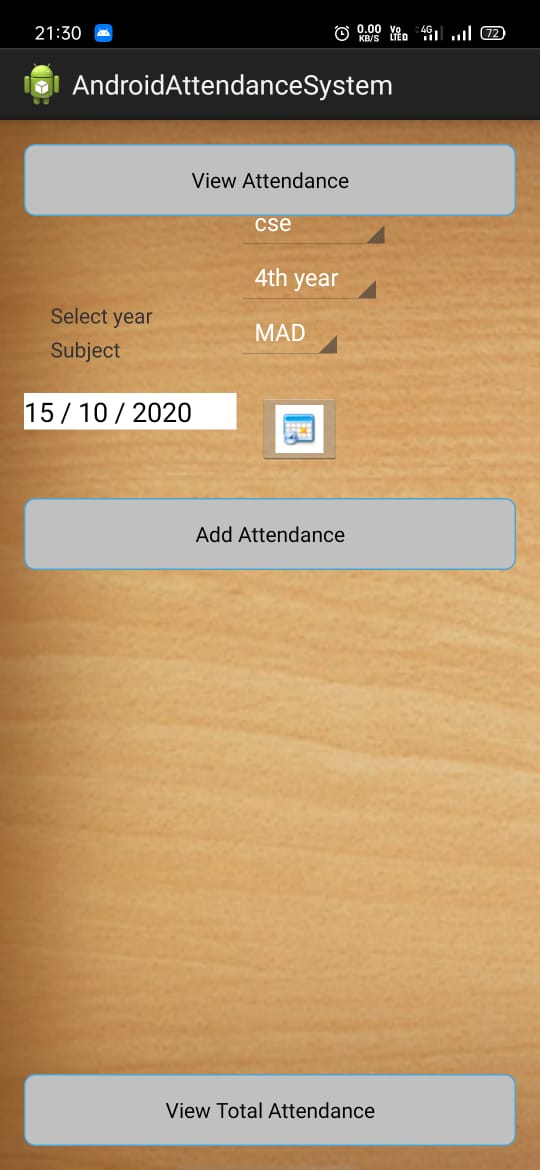 21:30 0.00 KB/S Vo LTED 4G 72
AndroidAttendanceSystem
View Attendance
cse
4th year
Select year
MAD
Subject
15 / 10 / 2020
Add Attendance
View Total Attendance